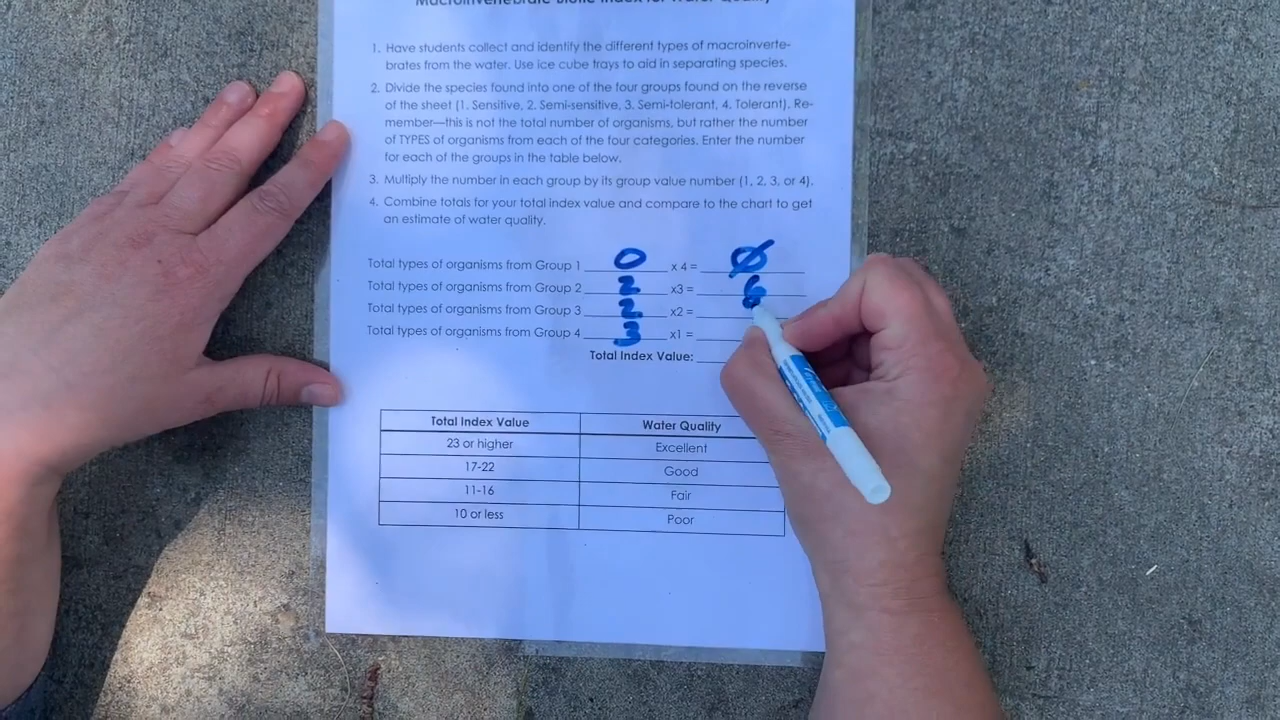 Macroinvertebrate Biotic Index for Water Quality
1. Have students collect and identify the different types of macroinverte-
brates from the water. Use ice cube trays to aid in separating species.
2. Divide the species found into one of the four groups found on the reverse
of the sheet (1. Sensitive, 2. Semi-sensitive, 3. Semi-tolerant, 4. Tolerant). Re-
member—this is not the total number of organisms, but rather the number
of TYPES of organisms from each of the four categories. Enter the number
for each of the groups in the table below.
3. Multiply the number in each group by its group value number (1, 2, 3, or 4).
4. Combine totals for your total index value and compare to the chart to get
an estimate of water quality.
Total types of organisms from Group 1 0 x 4 = Ø
Total types of organisms from Group 2 2 x3 = 6
Total types of organisms from Group 3 2 x2 =
Total types of organisms from Group 4 3 x1 =
Total Index Value:
Total Index Value Water Quality
23 or higher Excellent
17-22 Good
11-16 Fair
10 or less Poor